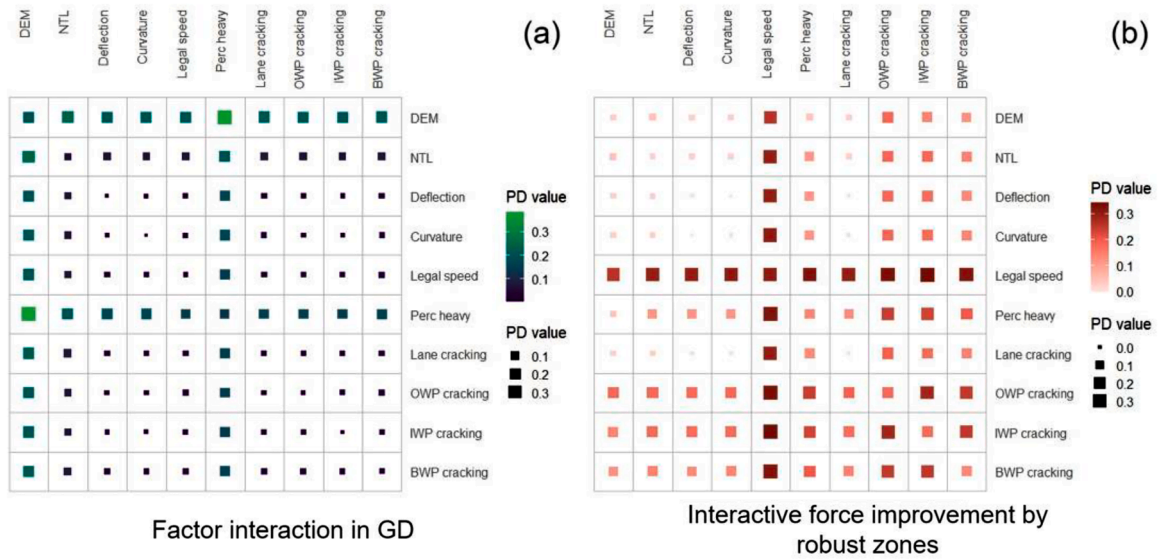 DEM
NTL
Deflection
Curvature
Legal speed
Perc heavy
Lane cracking
OWP cracking
IWP cracking
BWP cracking
(a)
DEM
NTL
Deflection
Curvature
Legal speed
Perc heavy
Lane cracking
OWP cracking
IWP cracking
BWP cracking
PD value
0.3
0.2
0.1
PD value
0.1
0.2
0.3
Factor interaction in GD
DEM
NTL
Deflection
Curvature
Legal speed
Perc heavy
Lane cracking
OWP cracking
IWP cracking
BWP cracking
(b)
DEM
NTL
Deflection
Curvature
Legal speed
Perc heavy
Lane cracking
OWP cracking
IWP cracking
BWP cracking
PD value
0.3
0.2
0.1
0.0
PD value
0.0
0.1
0.2
0.3
Interactive force improvement by
robust zones